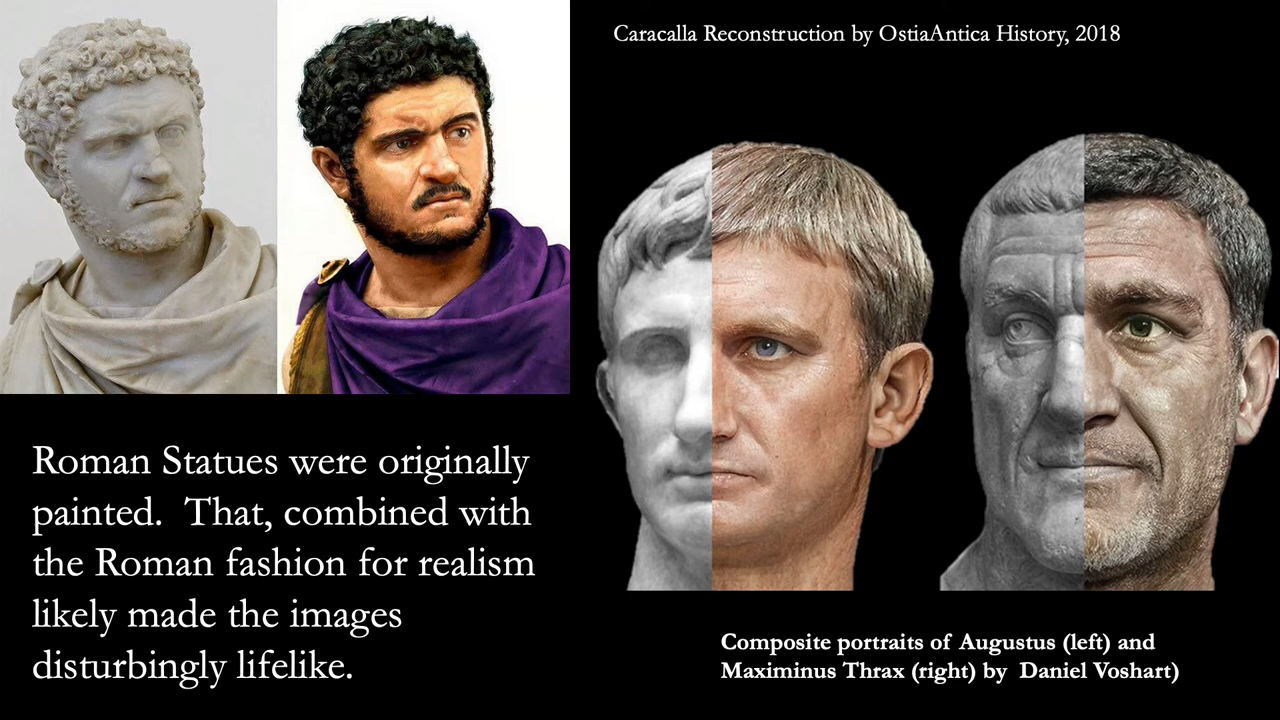 Caracalla Reconstruction by OstiaAntica History, 2018
Roman Statues were originally
painted.  That, combined with
the Roman fashion for realism
likely made the images
disturbingly lifelike.
Composite portraits of Augustus (left) and
Maximinus Thrax (right) by  Daniel Voshart)